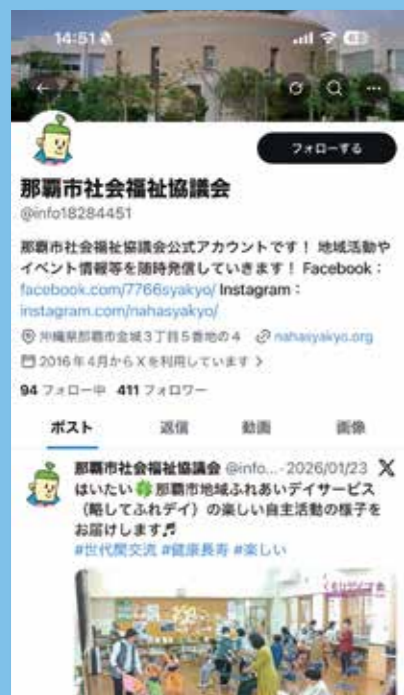 14:51
フォローする
那覇市社会福祉協議会
@info18284451
那覇市社会福祉協議会公式アカウントです! 地域活動や
イベント情報等を随時発信していきます! Facebook:
facebook.com/7766syakyo/ Instagram:
instagram.com/nahasyakyo/
沖縄県那覇市金城3丁目5番地の4 nahasyakyo.org
2016年4月からXを利用しています >
94 フォロー中 411 フォロワー
ポスト 返信 動画 画像
那覇市社会福祉協議会 @info... · 2026/01/23
はいたい🍀那覇市地域ふれあいデイサービス
(略してふれデイ)の楽しい自主活動の様子を
お届けします♬
#世代間交流 #健康長寿 #楽しい